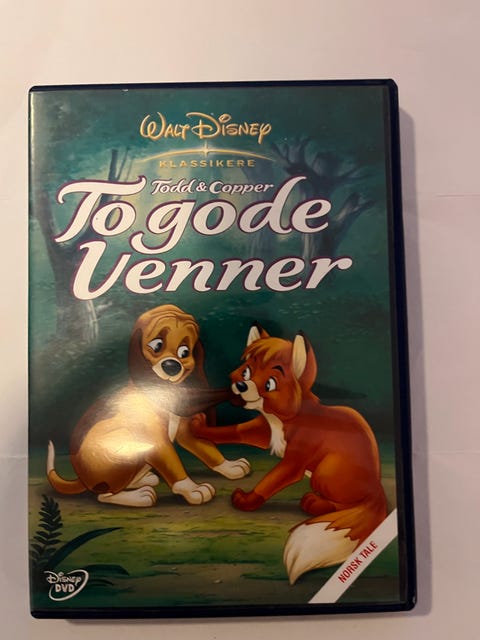 WALT DISNEY
KLASSIKERE
Todd & Copper
To gode
Venner
NORSK TALE
DISNEY
DVD